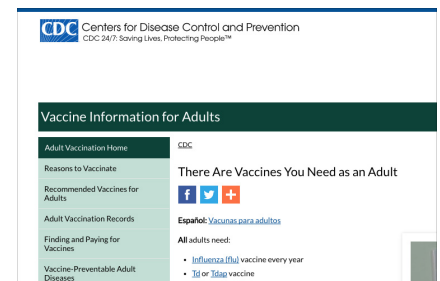 CDC Centers for Disease Control and Prevention
CDC 24/7: Saving Lives, Protecting People™
Vaccine Information for Adults
Adult Vaccination Home
Reasons to Vaccinate
Recommended Vaccines for
Adults
Adult Vaccination Records
Finding and Paying for
Vaccines
Vaccine-Preventable Adult
Diseases
CDC
There Are Vaccines You Need as an Adult
Español: Vacunas para adultos
All adults need:
• Influenza (flu) vaccine every year
• Td or Tdap vaccine